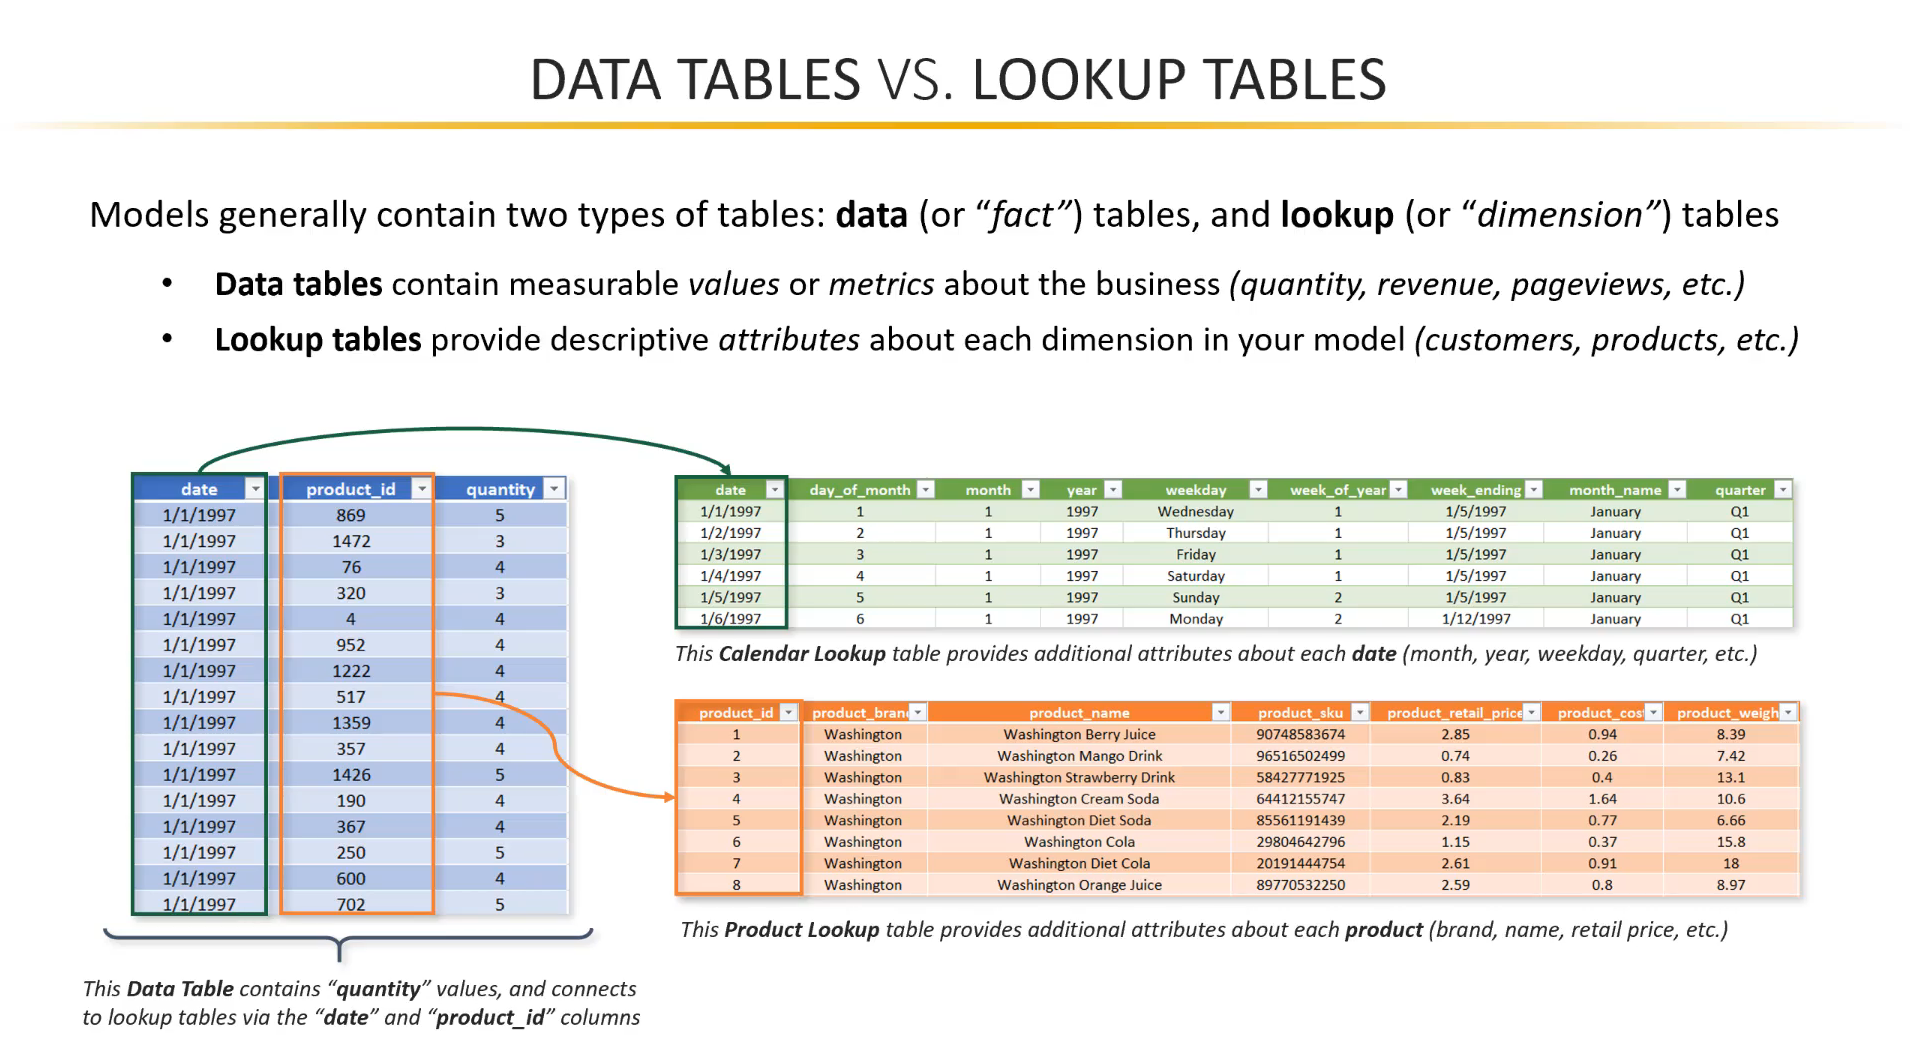 DATA TABLES VS. LOOKUP TABLES
Models generally contain two types of tables: data (or “fact”) tables, and lookup (or “dimension”) tables
• Data tables contain measurable values or metrics about the business (quantity, revenue, pageviews, etc.)
• Lookup tables provide descriptive attributes about each dimension in your model (customers, products, etc.)
date product_id quantity
1/1/1997 869 5
1/1/1997 1472 3
1/1/1997 76 4
1/1/1997 320 3
1/1/1997 4 4
1/1/1997 952 4
1/1/1997 1222 4
1/1/1997 517 4
1/1/1997 1359 4
1/1/1997 357 4
1/1/1997 1426 5
1/1/1997 190 4
1/1/1997 367 4
1/1/1997 250 5
1/1/1997 600 4
1/1/1997 702 5
This Data Table contains “quantity” values, and connects
to lookup tables via the “date” and “product_id” columns
date day_of_month month year weekday week_of_year week_ending month_name quarter
1/1/1997 1 1 1997 Wednesday 1 1/5/1997 January Q1
1/2/1997 2 1 1997 Thursday 1 1/5/1997 January Q1
1/3/1997 3 1 1997 Friday 1 1/5/1997 January Q1
1/4/1997 4 1 1997 Saturday 1 1/5/1997 January Q1
1/5/1997 5 1 1997 Sunday 2 1/5/1997 January Q1
1/6/1997 6 1 1997 Monday 2 1/12/1997 January Q1
This Calendar Lookup table provides additional attributes about each date (month, year, weekday, quarter, etc.)
product_id product_bran product_name product_sku product_retail_price product_cos product_weigh
1 Washington Washington Berry Juice 90748583674 2.85 0.94 8.39
2 Washington Washington Mango Drink 96516502499 0.74 0.26 7.42
3 Washington Washington Strawberry Drink 58427771925 0.83 0.4 13.1
4 Washington Washington Cream Soda 64412155747 3.64 1.64 10.6
5 Washington Washington Diet Soda 85561191439 2.19 0.77 6.66
6 Washington Washington Cola 29804642796 1.15 0.37 15.8
7 Washington Washington Diet Cola 20191444754 2.61 0.91 18
8 Washington Washington Orange Juice 89770532250 2.59 0.8 8.97
This Product Lookup table provides additional attributes about each product (brand, name, retail price, etc.)